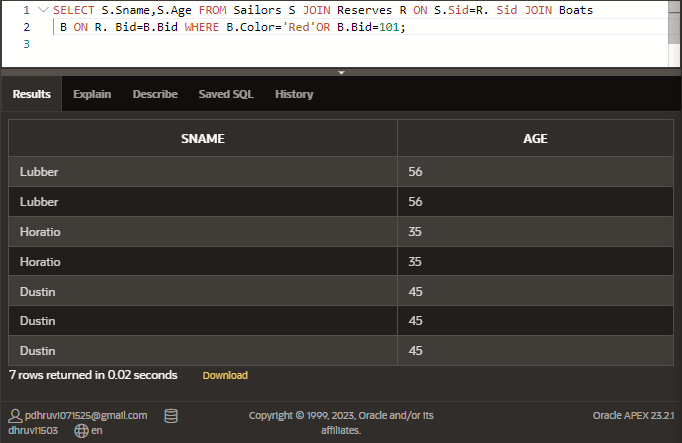 1 SELECT S.Sname,S.Age FROM Sailors S JOIN Reserves R ON S.Sid=R. Sid JOIN Boats
2 B ON R. Bid=B.Bid WHERE B.Color='Red'OR B.Bid=101;
3
Results Explain Describe Saved SQL History
SNAME AGE
Lubber 56
Lubber 56
Horatio 35
Horatio 35
Dustin 45
Dustin 45
Dustin 45
7 rows returned in 0.02 seconds Download
pdhruvi071525@gmail.com
dhruv11503 en
Copyright © 1999, 2023, Oracle and/or its
affiliates.
Oracle APEX 23.2.1